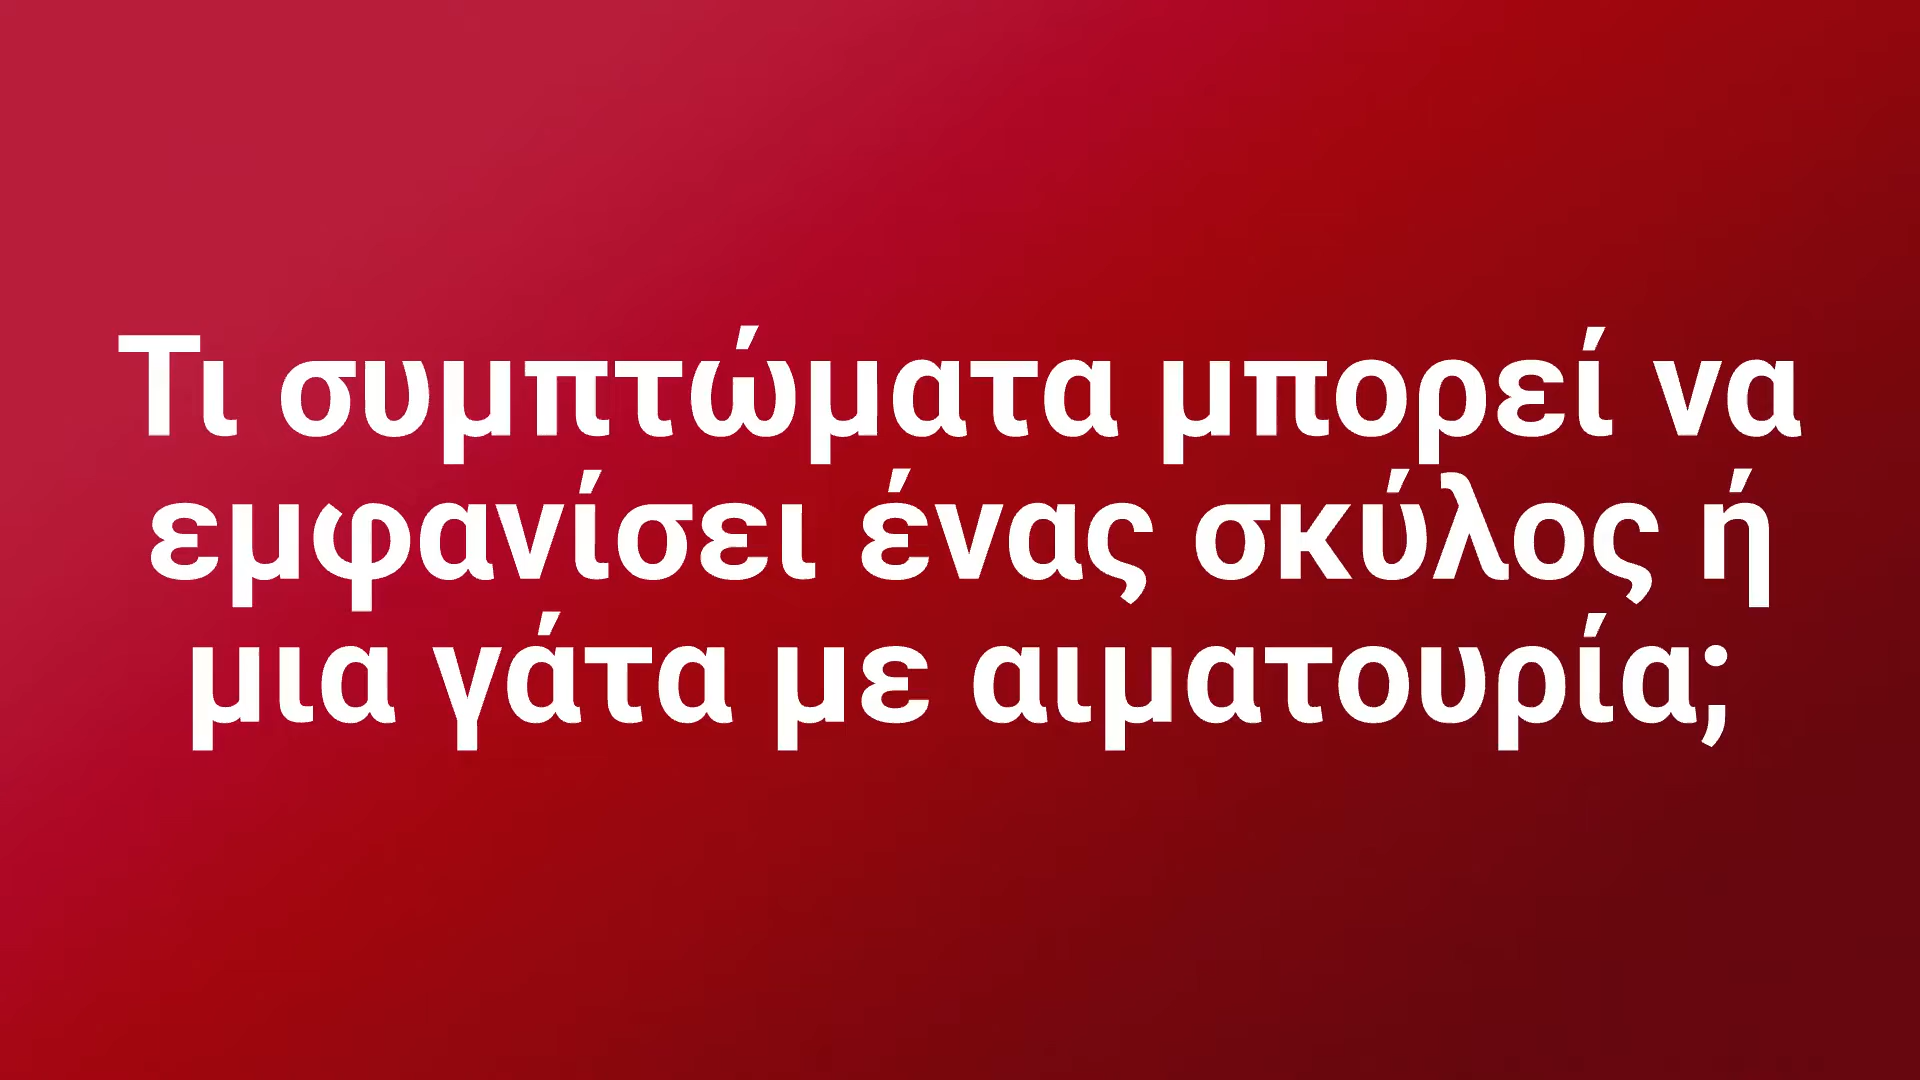 Τι συμπτώματα μπορεί να
εμφανίσει ένας σκύλος ή
μια γάτα με αιματουρία;